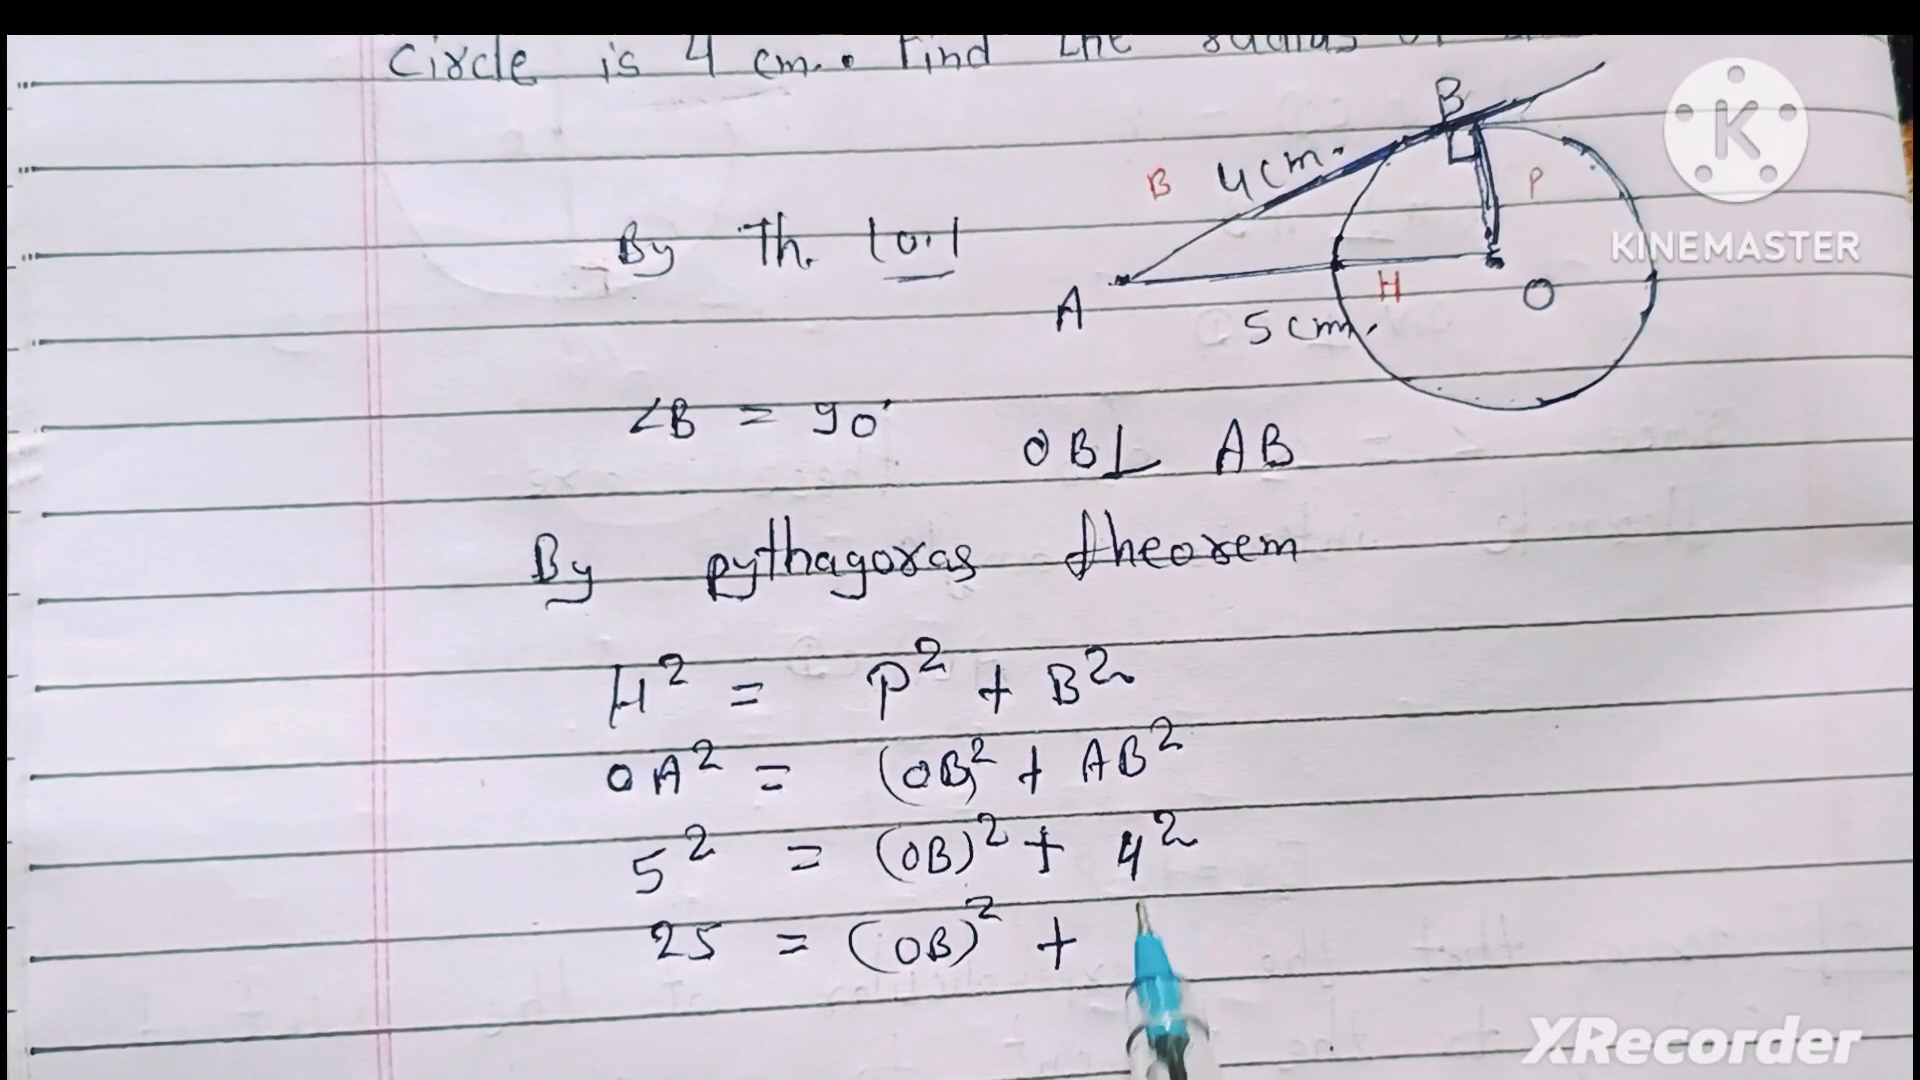 Circle is 4 cm. Find the radius
B
4cm.
B
P
K
KINEMASTER
By Th. 10.1
A
H
O
5cm.
∠B = 90°
OB⊥ AB
By pythagoras theorem
H² = P² + B²
OA² = (OB)² + AB²
5² = (OB)² + 4²
25 = (OB)² +
XRecorder